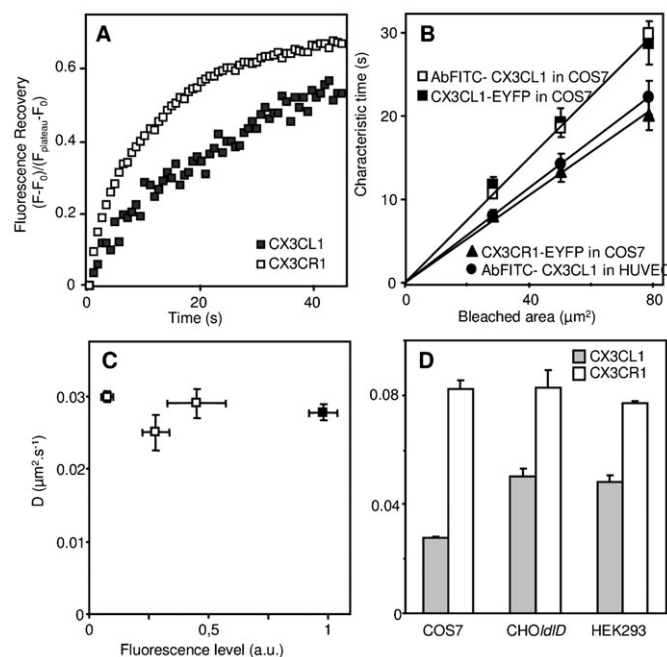 A
Fluorescence Recovery
(F-F₀)/(Fplateau-F₀)
0.6
0.4
0.2
0
0
20
40
Time (s)
CX3CL1
CX3CR1
B
Characteristic time (s)
30
20
10
0
0
20
40
60
80
Bleached area (µm²)
AbFITC- CX3CL1 in COS7
CX3CL1-EYFP in COS7
CX3CR1-EYFP in COS7
AbFITC- CX3CL1 in HUVEC
C
D (µm².s⁻¹)
0.03
0.02
0.01
0
0
0,5
1
Fluorescence level (a.u.)
D
CX3CL1
CX3CR1
0.08
0.04
0
COS7
CHOldlD
HEK293